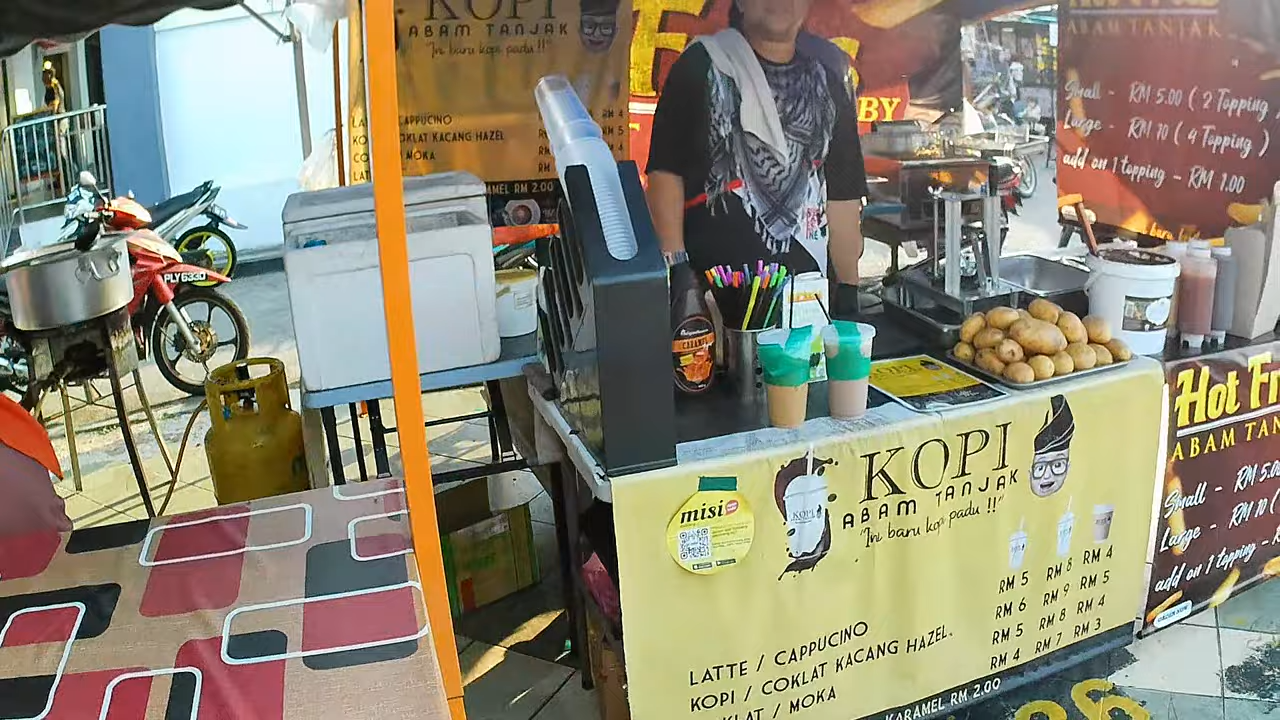 KOPI
ABAM TANJAK
"Ini baru kopi padu !!"
CAPPUCINO
COKLAT KACANG HAZEL
MOKA
RM 4
RM 5
RM 2.00
BY
ABAM TANJAK
Small - RM 5.00 ( 2 Topping )
Large - RM 10 ( 4 Topping )
add on 1 topping - RM 1.00
PLY 6330
CARAMEL
KOPI
misi
KOPI
KOPI
ABAM TANJAK
"Ini baru kopi padu !!"
RM 5 RM 8 RM 4
RM 6 RM 9 RM 5
RM 5 RM 8 RM 4
RM 4 RM 7 RM 3
LATTE / CAPPUCINO
KOPI / COKLAT KACANG HAZEL.
/ MOKA
KARAMEL RM 2.00
Hot Fr
ABAM TAN
Small - RM 5.0
Large - RM 10 (
add on 1 topping -